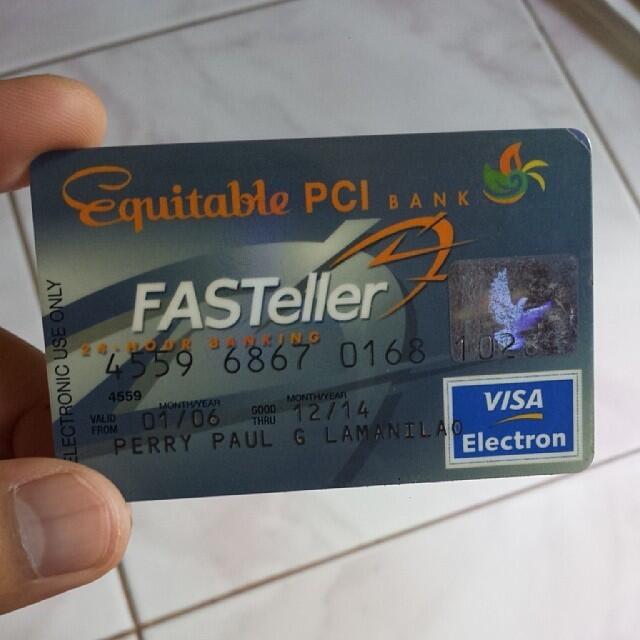 Equitable PCI BANK
FASTeller
24-HOUR BANKING
ELECTRONIC USE ONLY
4559 6867 0168
4559
MONTH/YEAR MONTH/YEAR
VALID FROM 01/06 GOOD THRU 12/14
PERRY PAUL G LAMANILAO
VISA
Electron